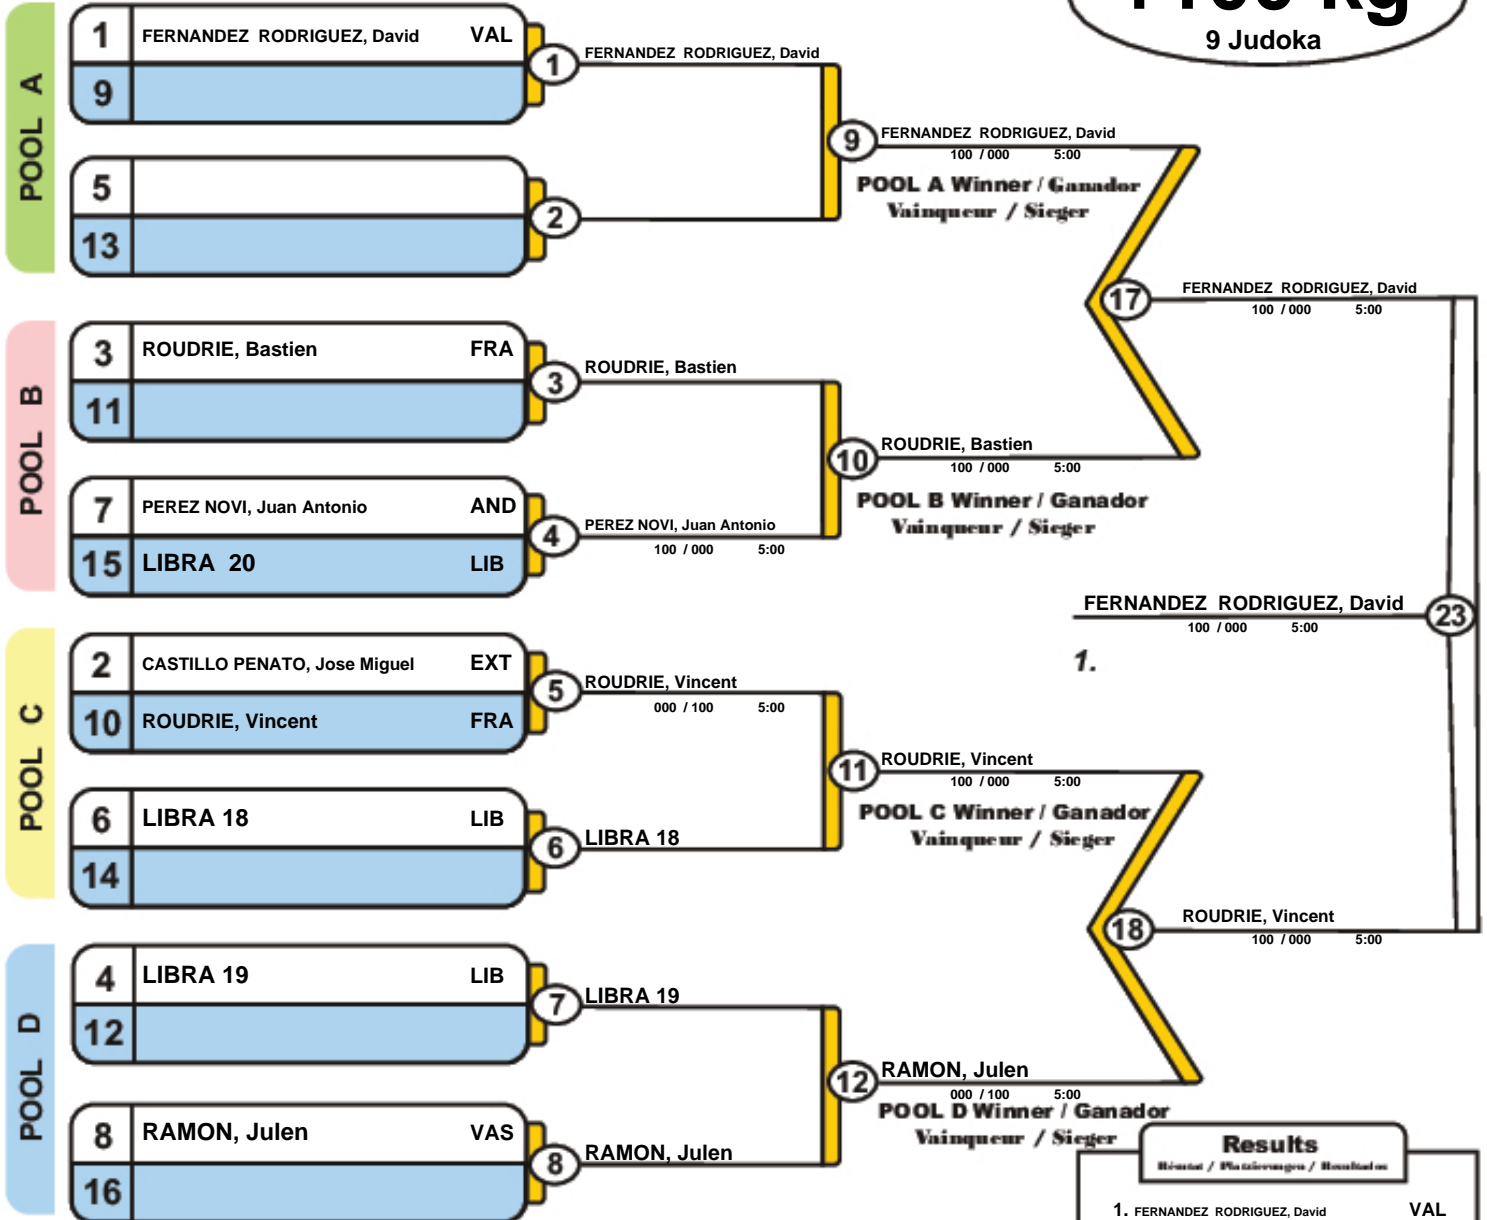 9 Judoka
POOL A
1 FERNANDEZ RODRIGUEZ, David VAL
9
1 FERNANDEZ RODRIGUEZ, David
5
13
2
9 FERNANDEZ RODRIGUEZ, David
100 / 000 5:00
POOL A Winner / Ganador
Vainqueur / Sieger
17 FERNANDEZ RODRIGUEZ, David
100 / 000 5:00
POOL B
3 ROUDRIE, Bastien FRA
11
3 ROUDRIE, Bastien
7 PEREZ NOVI, Juan Antonio AND
15 LIBRA 20 LIB
4 PEREZ NOVI, Juan Antonio
100 / 000 5:00
10 ROUDRIE, Bastien
100 / 000 5:00
POOL B Winner / Ganador
Vainqueur / Sieger
FERNANDEZ RODRIGUEZ, David 23
100 / 000 5:00
1.
POOL C
2 CASTILLO PENATO, Jose Miguel EXT
10 ROUDRIE, Vincent FRA
5 ROUDRIE, Vincent
000 / 100 5:00
6 LIBRA 18 LIB
14
6 LIBRA 18
11 ROUDRIE, Vincent
100 / 000 5:00
POOL C Winner / Ganador
Vainqueur / Sieger
18 ROUDRIE, Vincent
100 / 000 5:00
POOL D
4 LIBRA 19 LIB
12
7 LIBRA 19
8 RAMON, Julen VAS
16
8 RAMON, Julen
12 RAMON, Julen
000 / 100 5:00
POOL D Winner / Ganador
Vainqueur / Sieger
Results
1. FERNANDEZ RODRIGUEZ, David VAL